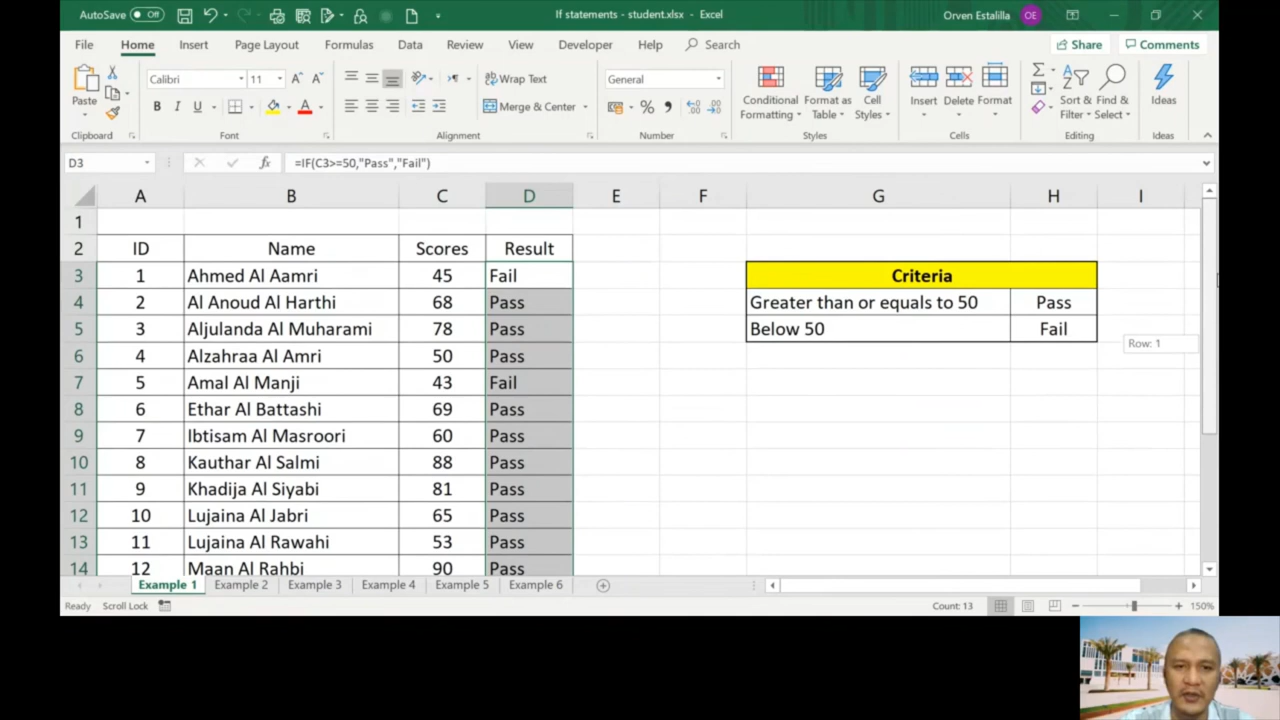 AutoSave Off If statements - student.xlsx - Excel Orven Estalilla OE
File Home Insert Page Layout Formulas Data Review View Developer Help Search Share Comments
Paste Calibri 11 Wrap Text General Conditional Formatting Format as Table Cell Styles Insert Delete Format Sort & Filter Find & Select Ideas
B I U Merge & Center
Clipboard Font Alignment Number Styles Cells Editing Ideas
D3 fx =IF(C3>=50,"Pass","Fail")
A B C D E F G H I
1
2 ID Name Scores Result
3 1 Ahmed Al Aamri 45 Fail Criteria
4 2 Al Anoud Al Harthi 68 Pass Greater than or equals to 50 Pass
5 3 Aljulanda Al Muharami 78 Pass Below 50 Fail
Row: 1
6 4 Alzahraa Al Amri 50 Pass
7 5 Amal Al Manji 43 Fail
8 6 Ethar Al Battashi 69 Pass
9 7 Ibtisam Al Masroori 60 Pass
10 8 Kauthar Al Salmi 88 Pass
11 9 Khadija Al Siyabi 81 Pass
12 10 Lujaina Al Jabri 65 Pass
13 11 Lujaina Al Rawahi 53 Pass
14 12 Maan Al Rahbi 90 Pass
Example 1 Example 2 Example 3 Example 4 Example 5 Example 6
Ready Scroll Lock Count: 13 150%